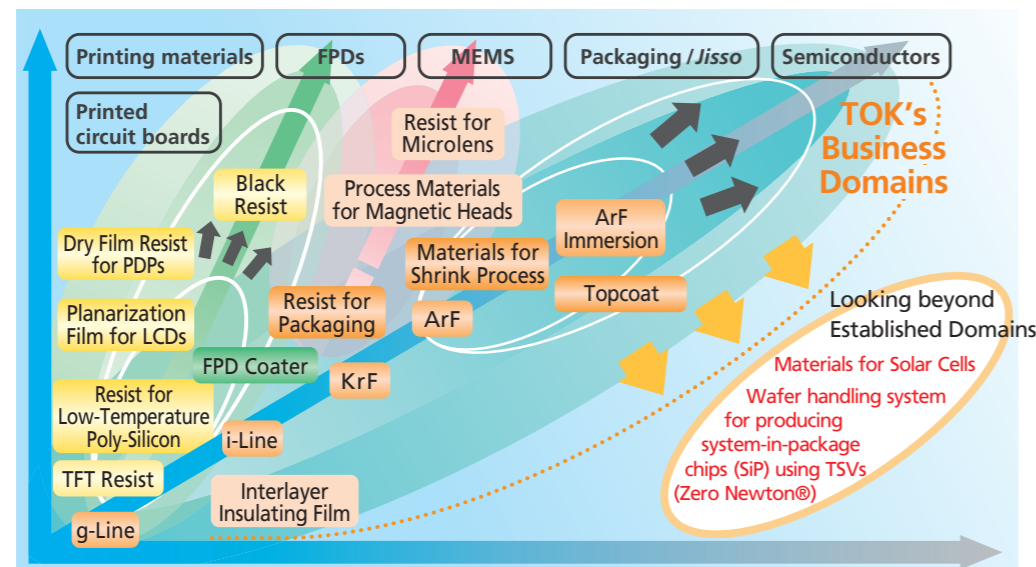 Printing materials
FPDs
MEMS
Packaging / Jisso
Semiconductors
Printed
circuit boards
TOK's
Business
Domains
Resist for
Microlens
Black
Resist
Process Materials
for Magnetic Heads
ArF
Immersion
Dry Film Resist
for PDPs
Materials for
Shrink Process
Topcoat
Planarization
Film for LCDs
Resist for
Packaging
ArF
FPD Coater
KrF
Resist for
Low-Temperature
Poly-Silicon
i-Line
TFT Resist
Interlayer
Insulating Film
g-Line
Looking beyond
Established Domains
Materials for Solar Cells
Wafer handling system
for producing
system-in-package
chips (SiP) using TSVs
(Zero Newton®)